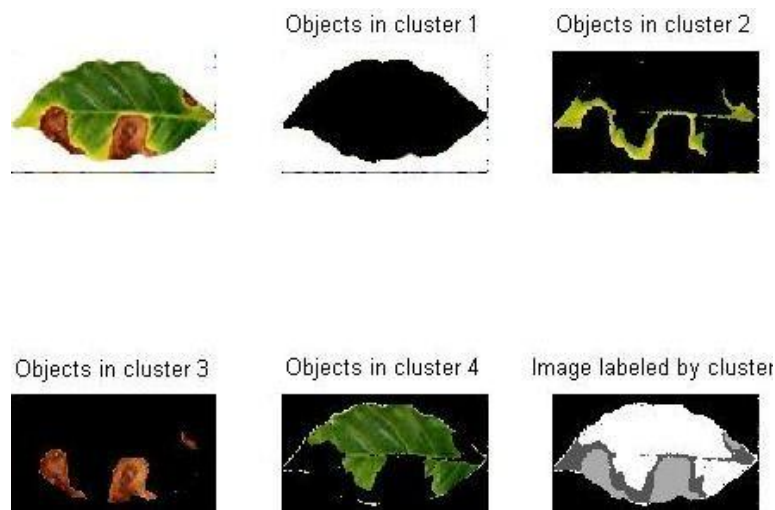 Objects in cluster 1
Objects in cluster 2
Objects in cluster 3
Objects in cluster 4
Image labeled by cluster